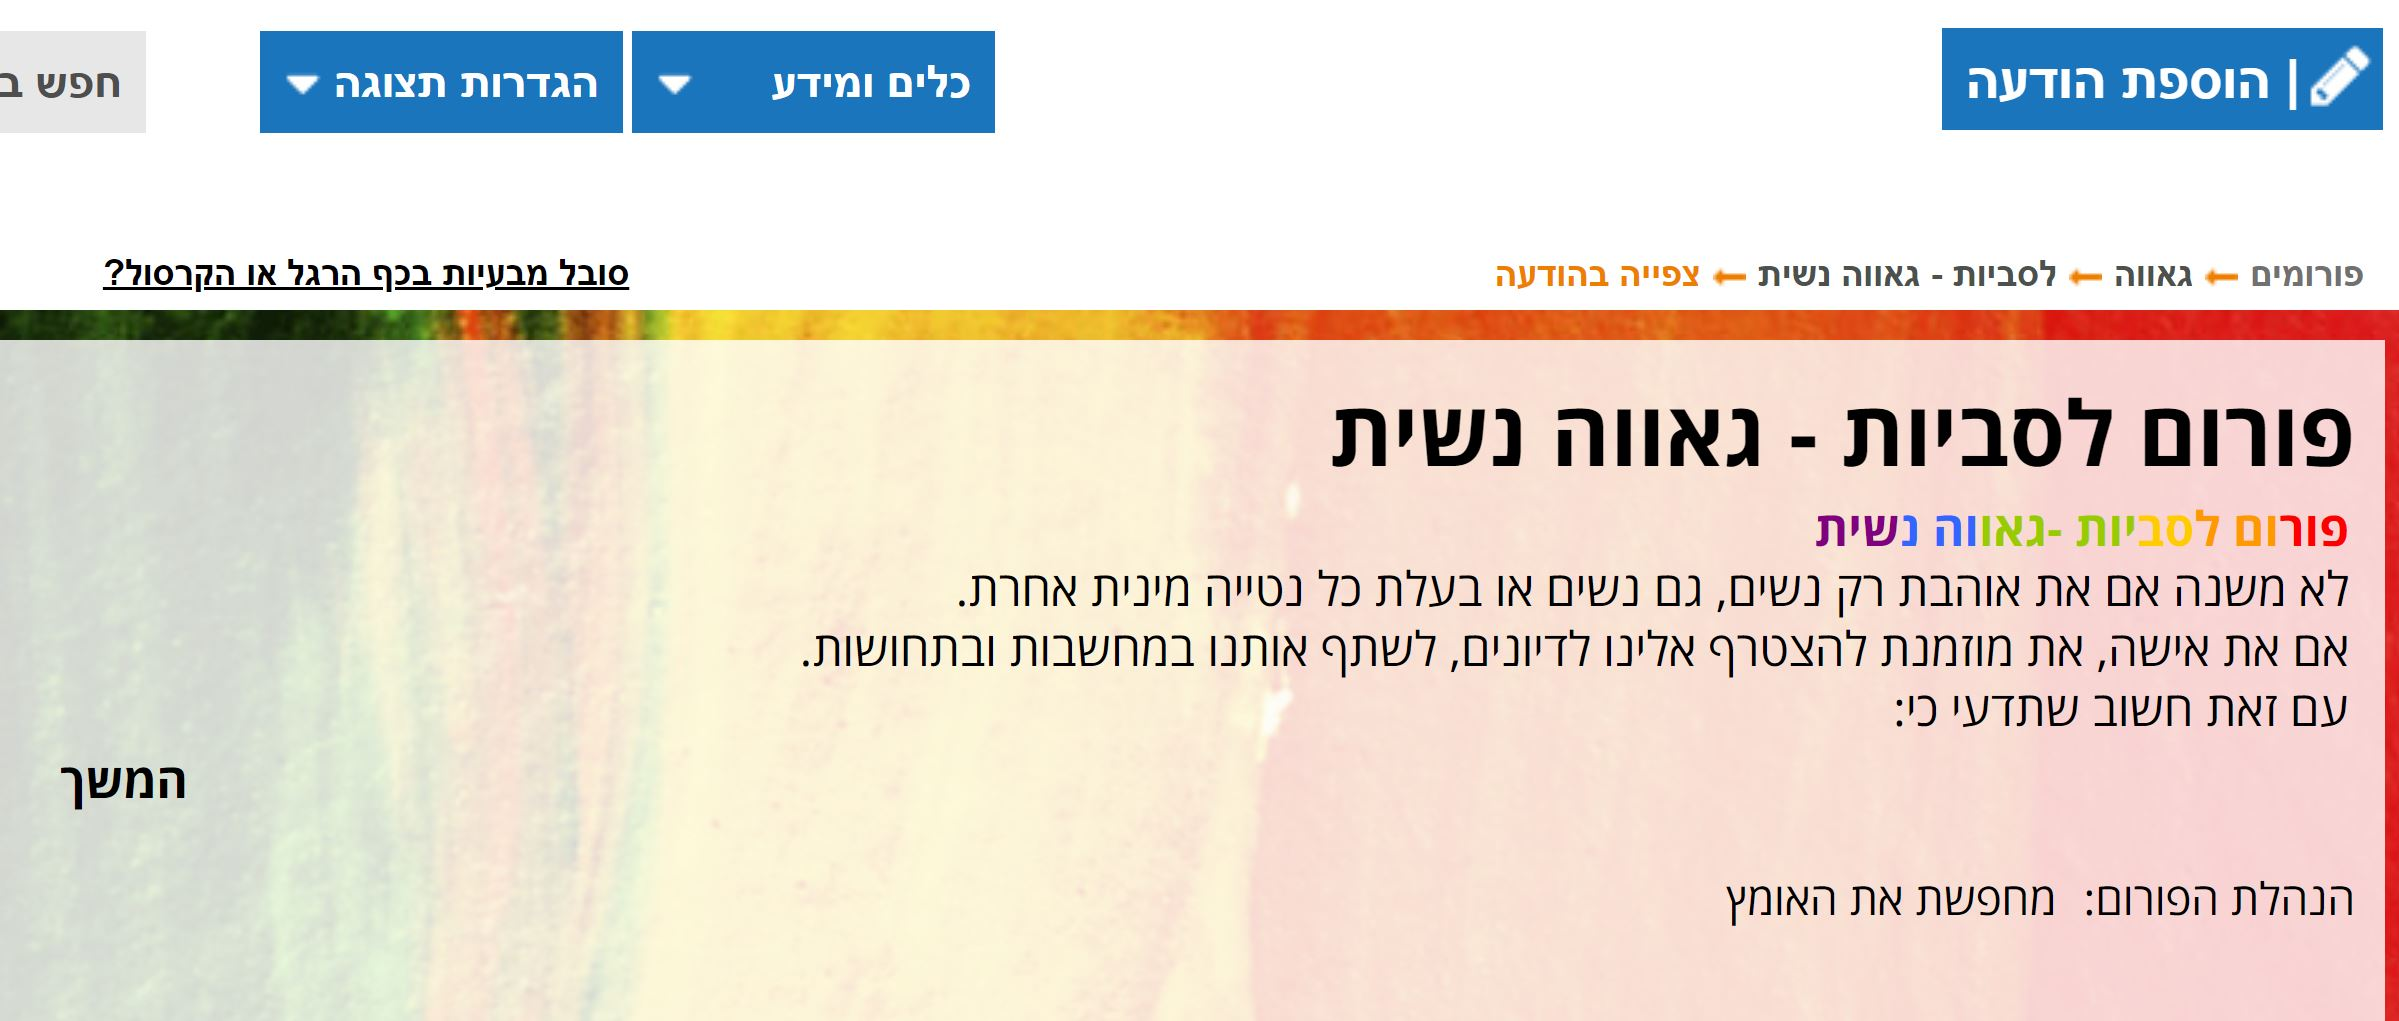 | הוספת הודעה
כלים ומידע
הגדרות תצוגה
חפש ב
פורומים
גאווה
לסביות - גאווה נשית
צפייה בהודעה
סובל מבעיות בכף הרגל או הקרסול?
פורום לסביות - גאווה נשית
פורום לסביות -גאווה נשית
לא משנה אם את אוהבת רק נשים, גם נשים או בעלת כל נטייה מינית אחרת.
אם את אישה, את מוזמנת להצטרף אלינו לדיונים, לשתף אותנו במחשבות ובתחושות.
עם זאת חשוב שתדעי כי:
המשך
הנהלת הפורום: מחפשת את האומץ